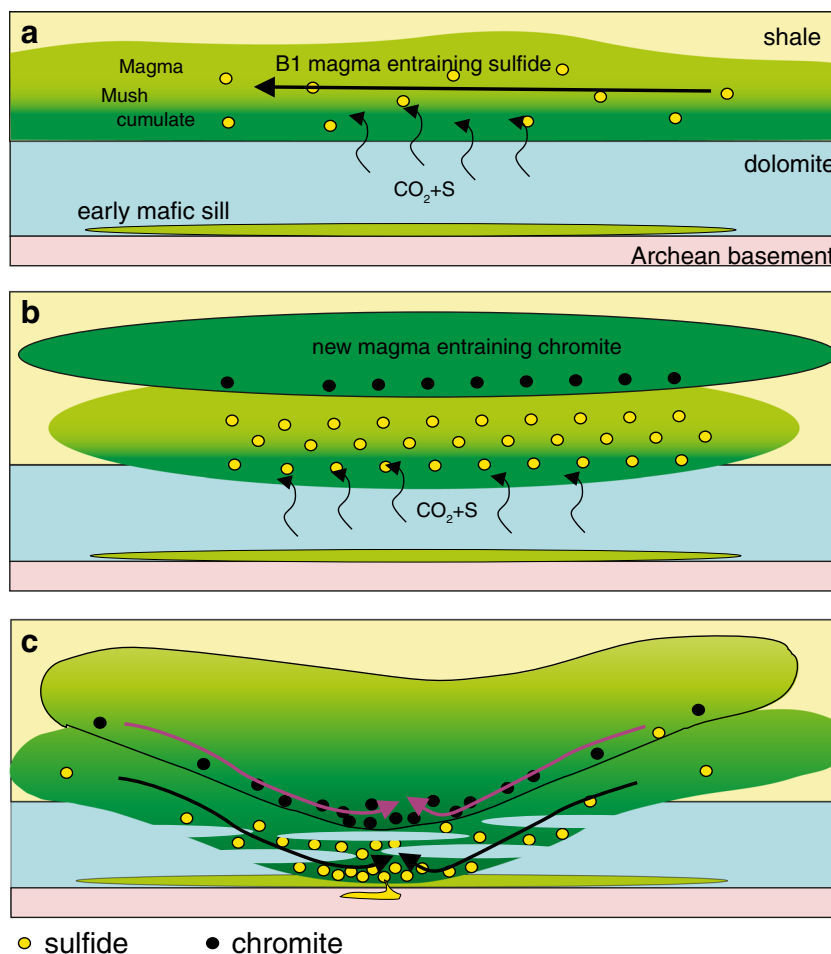 a
shale
Magma
B1 magma entraining sulfide
Mush
cumulate
dolomite
CO₂+S
early mafic sill
Archean basement
b
new magma entraining chromite
CO₂+S
c
sulfide
chromite